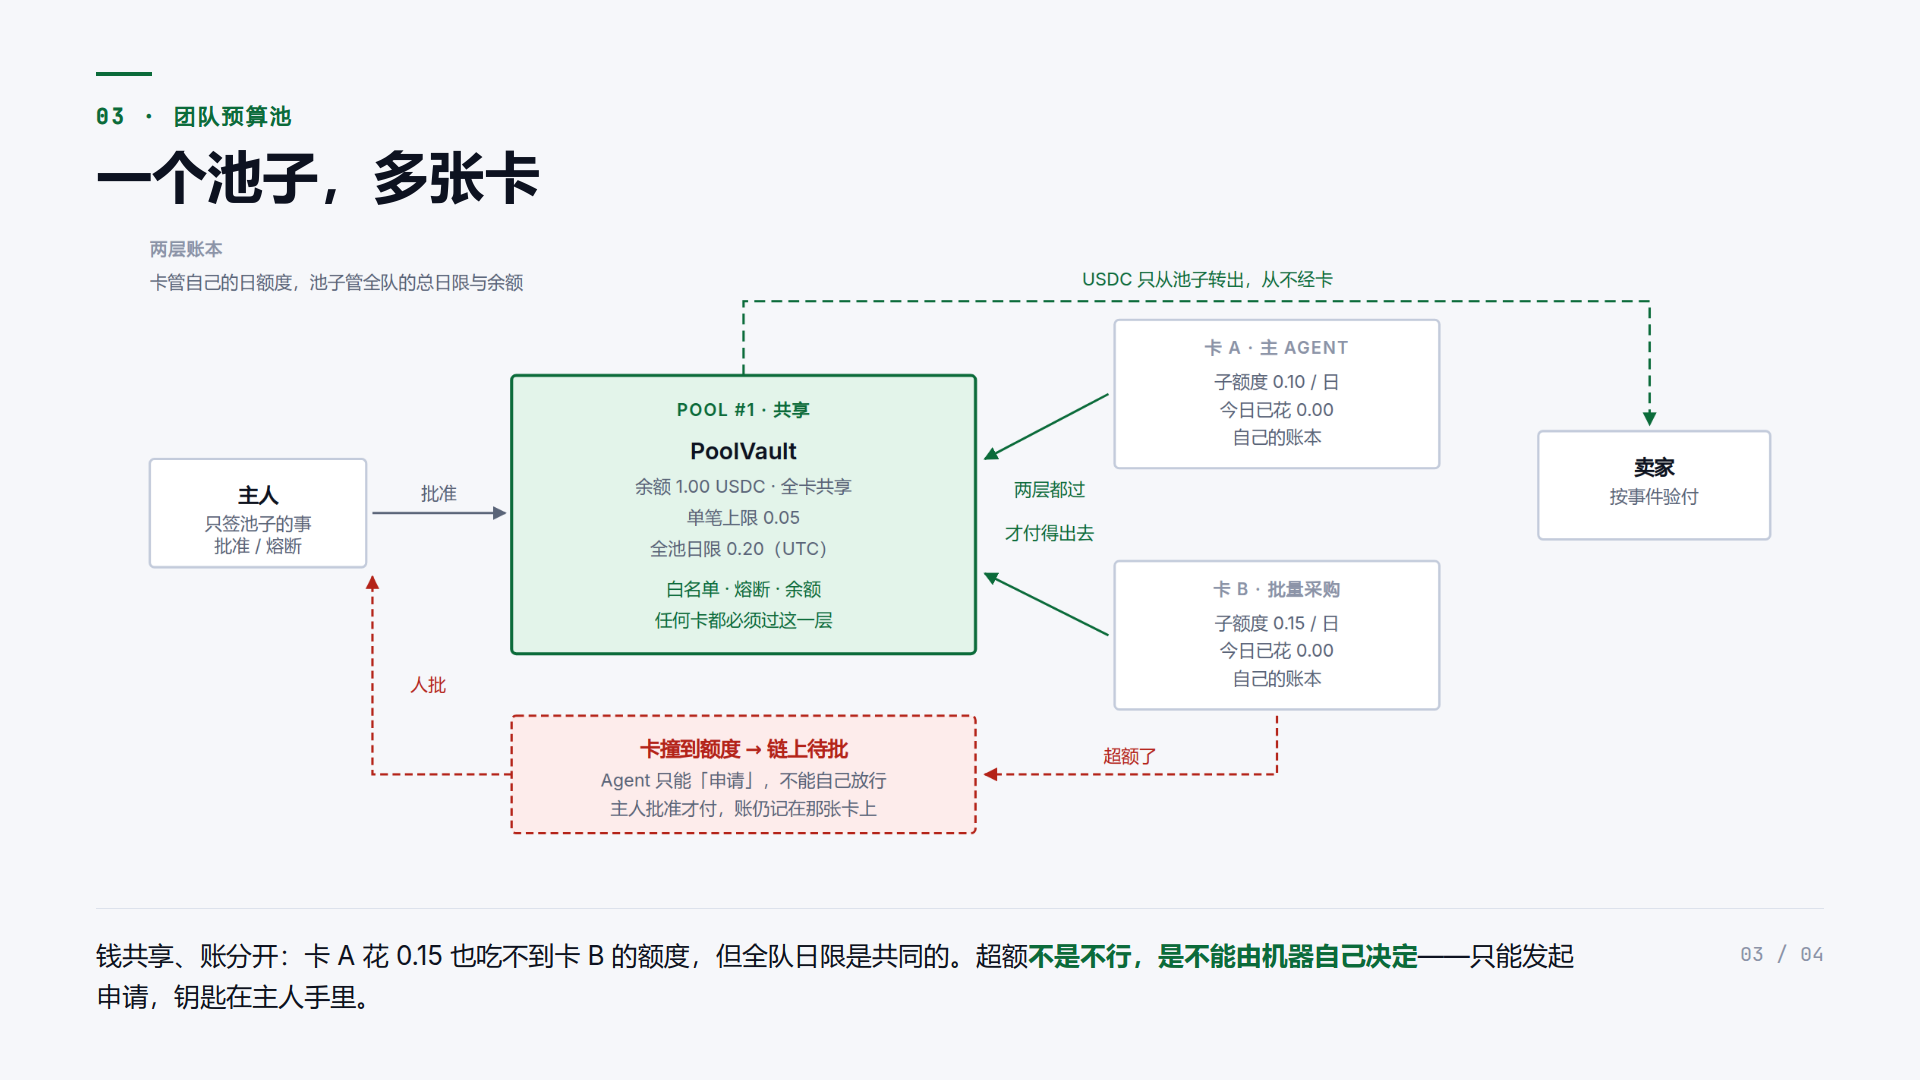 03 · 团队预算池
一个池子，多张卡
两层账本
卡管自己的日额度，池子管全队的总日限与余额
USDC 只从池子转出，从不经卡
主人
只签池子的事
批准 / 熔断
批准
POOL #1 · 共享
PoolVault
余额 1.00 USDC · 全卡共享
单笔上限 0.05
全池日限 0.20（UTC）
白名单 · 熔断 · 余额
任何卡都必须过这一层
两层都过
才付得出去
卡 A · 主 AGENT
子额度 0.10 / 日
今日已花 0.00
自己的账本
卡 B · 批量采购
子额度 0.15 / 日
今日已花 0.00
自己的账本
卖家
按事件验付
人批
卡撞到额度 → 链上待批
Agent 只能「申请」，不能自己放行
主人批准才付，账仍记在那张卡上
超额了
钱共享、账分开：卡 A 花 0.15 也吃不到卡 B 的额度，但全队日限是共同的。超额不是不行，是不能由机器自己决定——只能发起
申请，钥匙在主人手里。
03 / 04